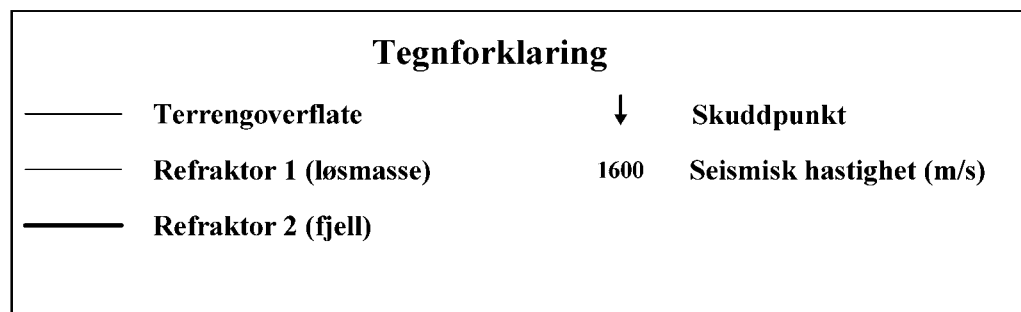 Tegnforklaring
Terrengoverflate
Skuddpunkt
Refraktor 1 (løsmasse)
1600 Seismisk hastighet (m/s)
Refraktor 2 (fjell)